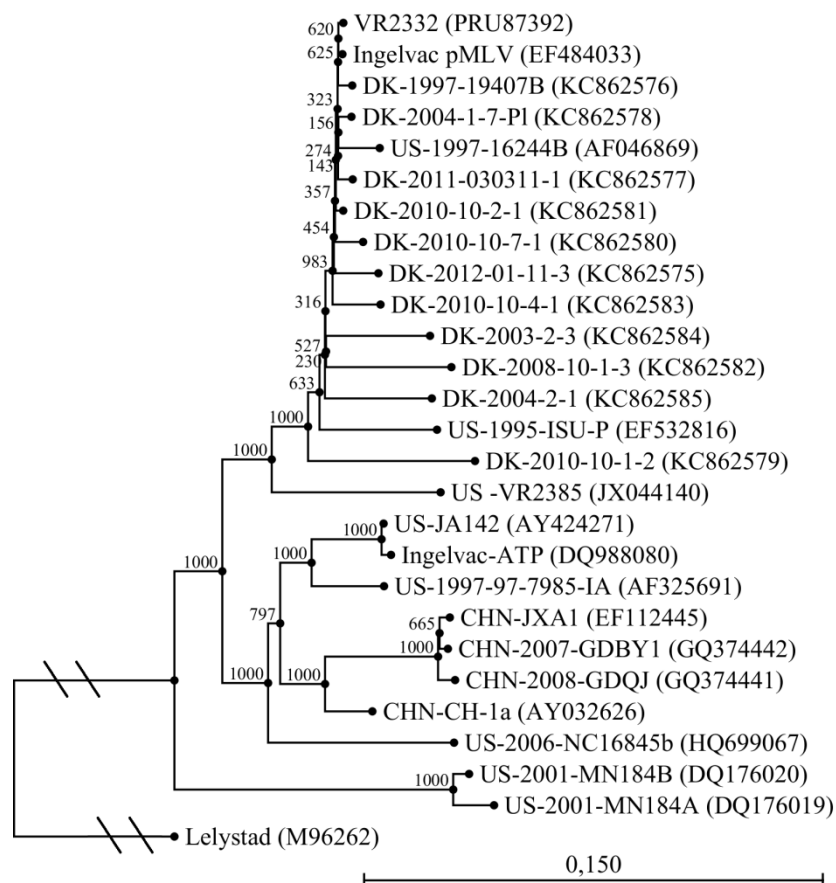 620
VR2332 (PRU87392)
625
Ingelvac pMLV (EF484033)
DK-1997-19407B (KC862576)
323
DK-2004-1-7-Pl (KC862578)
156
US-1997-16244B (AF046869)
274
143
DK-2011-030311-1 (KC862577)
357
DK-2010-10-2-1 (KC862581)
454
DK-2010-10-7-1 (KC862580)
983
DK-2012-01-11-3 (KC862575)
316
DK-2010-10-4-1 (KC862583)
DK-2003-2-3 (KC862584)
527
230
DK-2008-10-1-3 (KC862582)
633
DK-2004-2-1 (KC862585)
1000
US-1995-ISU-P (EF532816)
1000
DK-2010-10-1-2 (KC862579)
US -VR2385 (JX044140)
1000
US-JA142 (AY424271)
1000
Ingelvac-ATP (DQ988080)
1000
US-1997-97-7985-IA (AF325691)
797
CHN-JXA1 (EF112445)
665
1000
CHN-2007-GDBY1 (GQ374442)
1000
1000
CHN-2008-GDQJ (GQ374441)
CHN-CH-1a (AY032626)
US-2006-NC16845b (HQ699067)
1000
US-2001-MN184B (DQ176020)
US-2001-MN184A (DQ176019)
Lelystad (M96262)
0,150